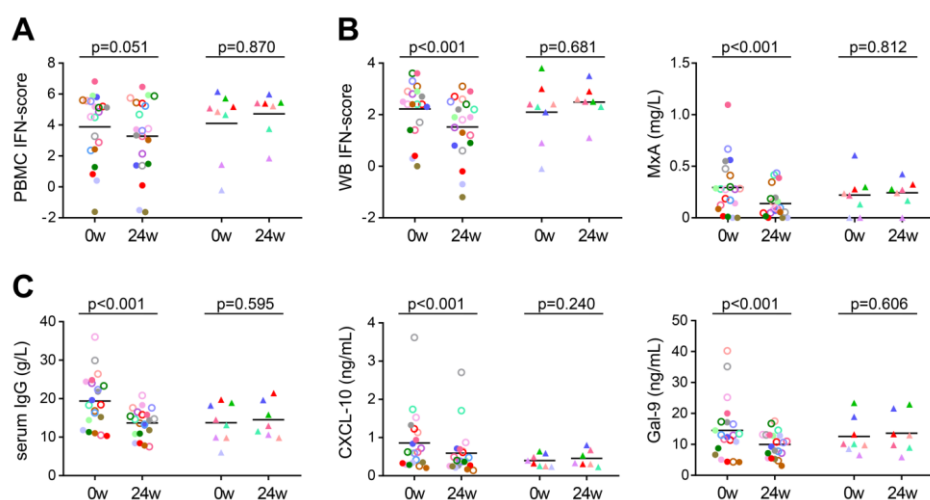 A
p=0.051
p=0.870
PBMC IFN-score
8
6
4
2
0
-2
0w
24w
0w
24w
B
p<0.001
p=0.681
WB IFN-score
4
2
0
-2
0w
24w
0w
24w
p<0.001
p=0.812
MxA (mg/L)
1.5
1.0
0.5
0.0
0w
24w
0w
24w
C
p<0.001
p=0.595
serum IgG (g/L)
40
30
20
10
0
0w
24w
0w
24w
p<0.001
p=0.240
CXCL-10 (ng/mL)
4
3
2
1
0
0w
24w
0w
24w
p<0.001
p=0.606
Gal-9 (ng/mL)
50
40
30
20
10
0
0w
24w
0w
24w